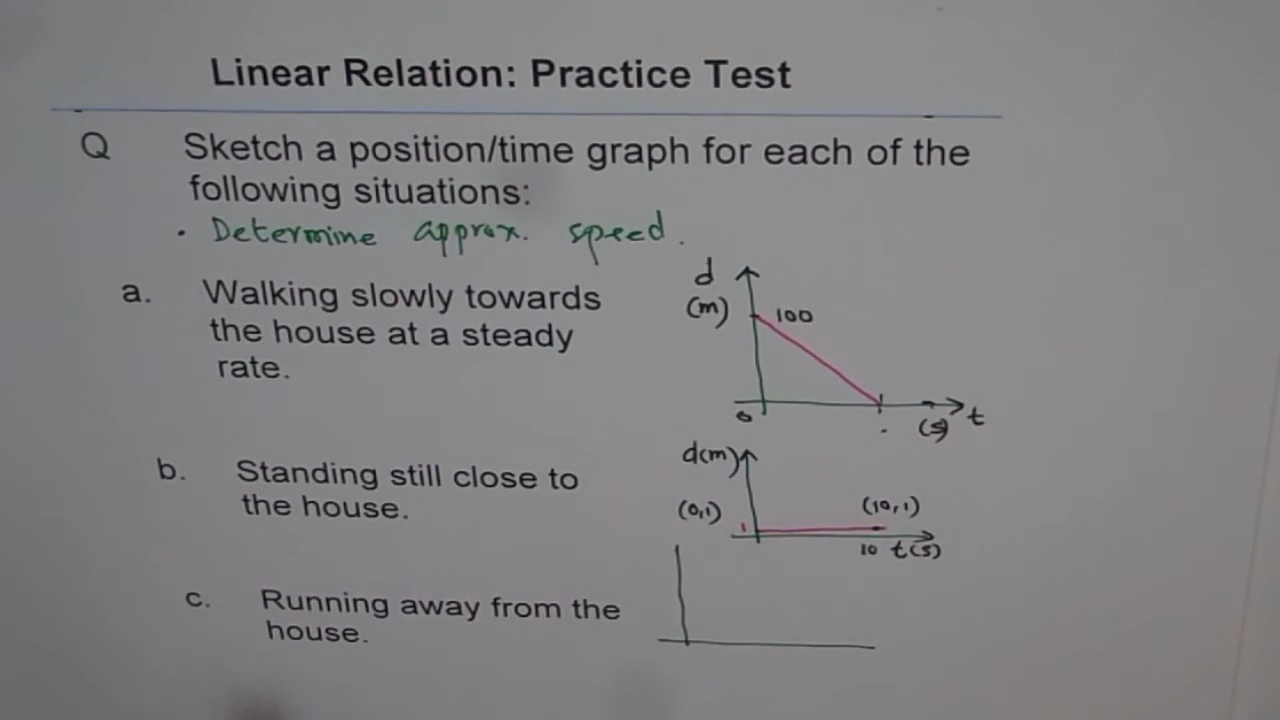 Linear Relation: Practice Test
Q Sketch a position/time graph for each of the
following situations:
· Determine approx. speed.
a. Walking slowly towards
the house at a steady
rate.
d
(m)
100
0
(s) t
b. Standing still close to
the house.
d(m)
(0,1) 1
(10,1)
10 t(s)
c. Running away from the
house.